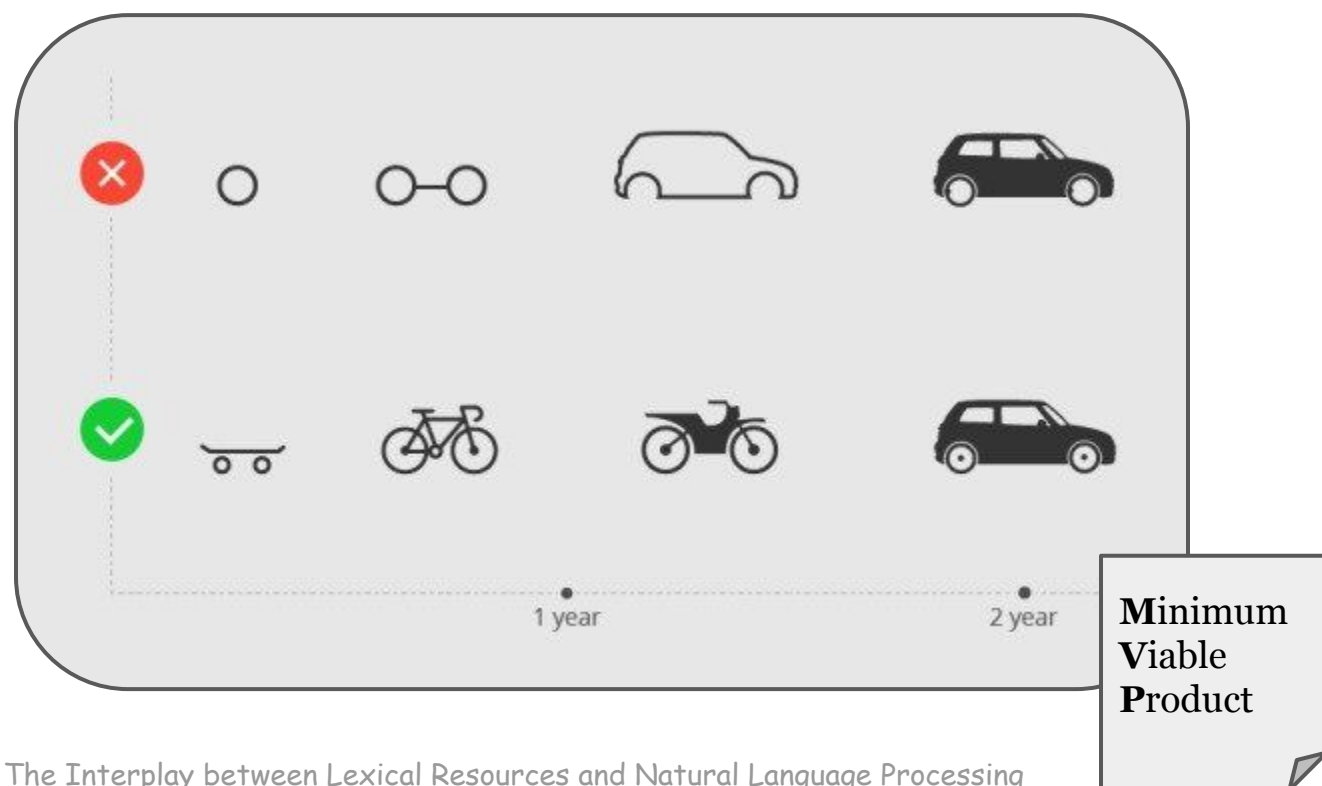 1 year
2 year
Minimum
Viable
Product
The Interplay between Lexical Resources and Natural Language Processing